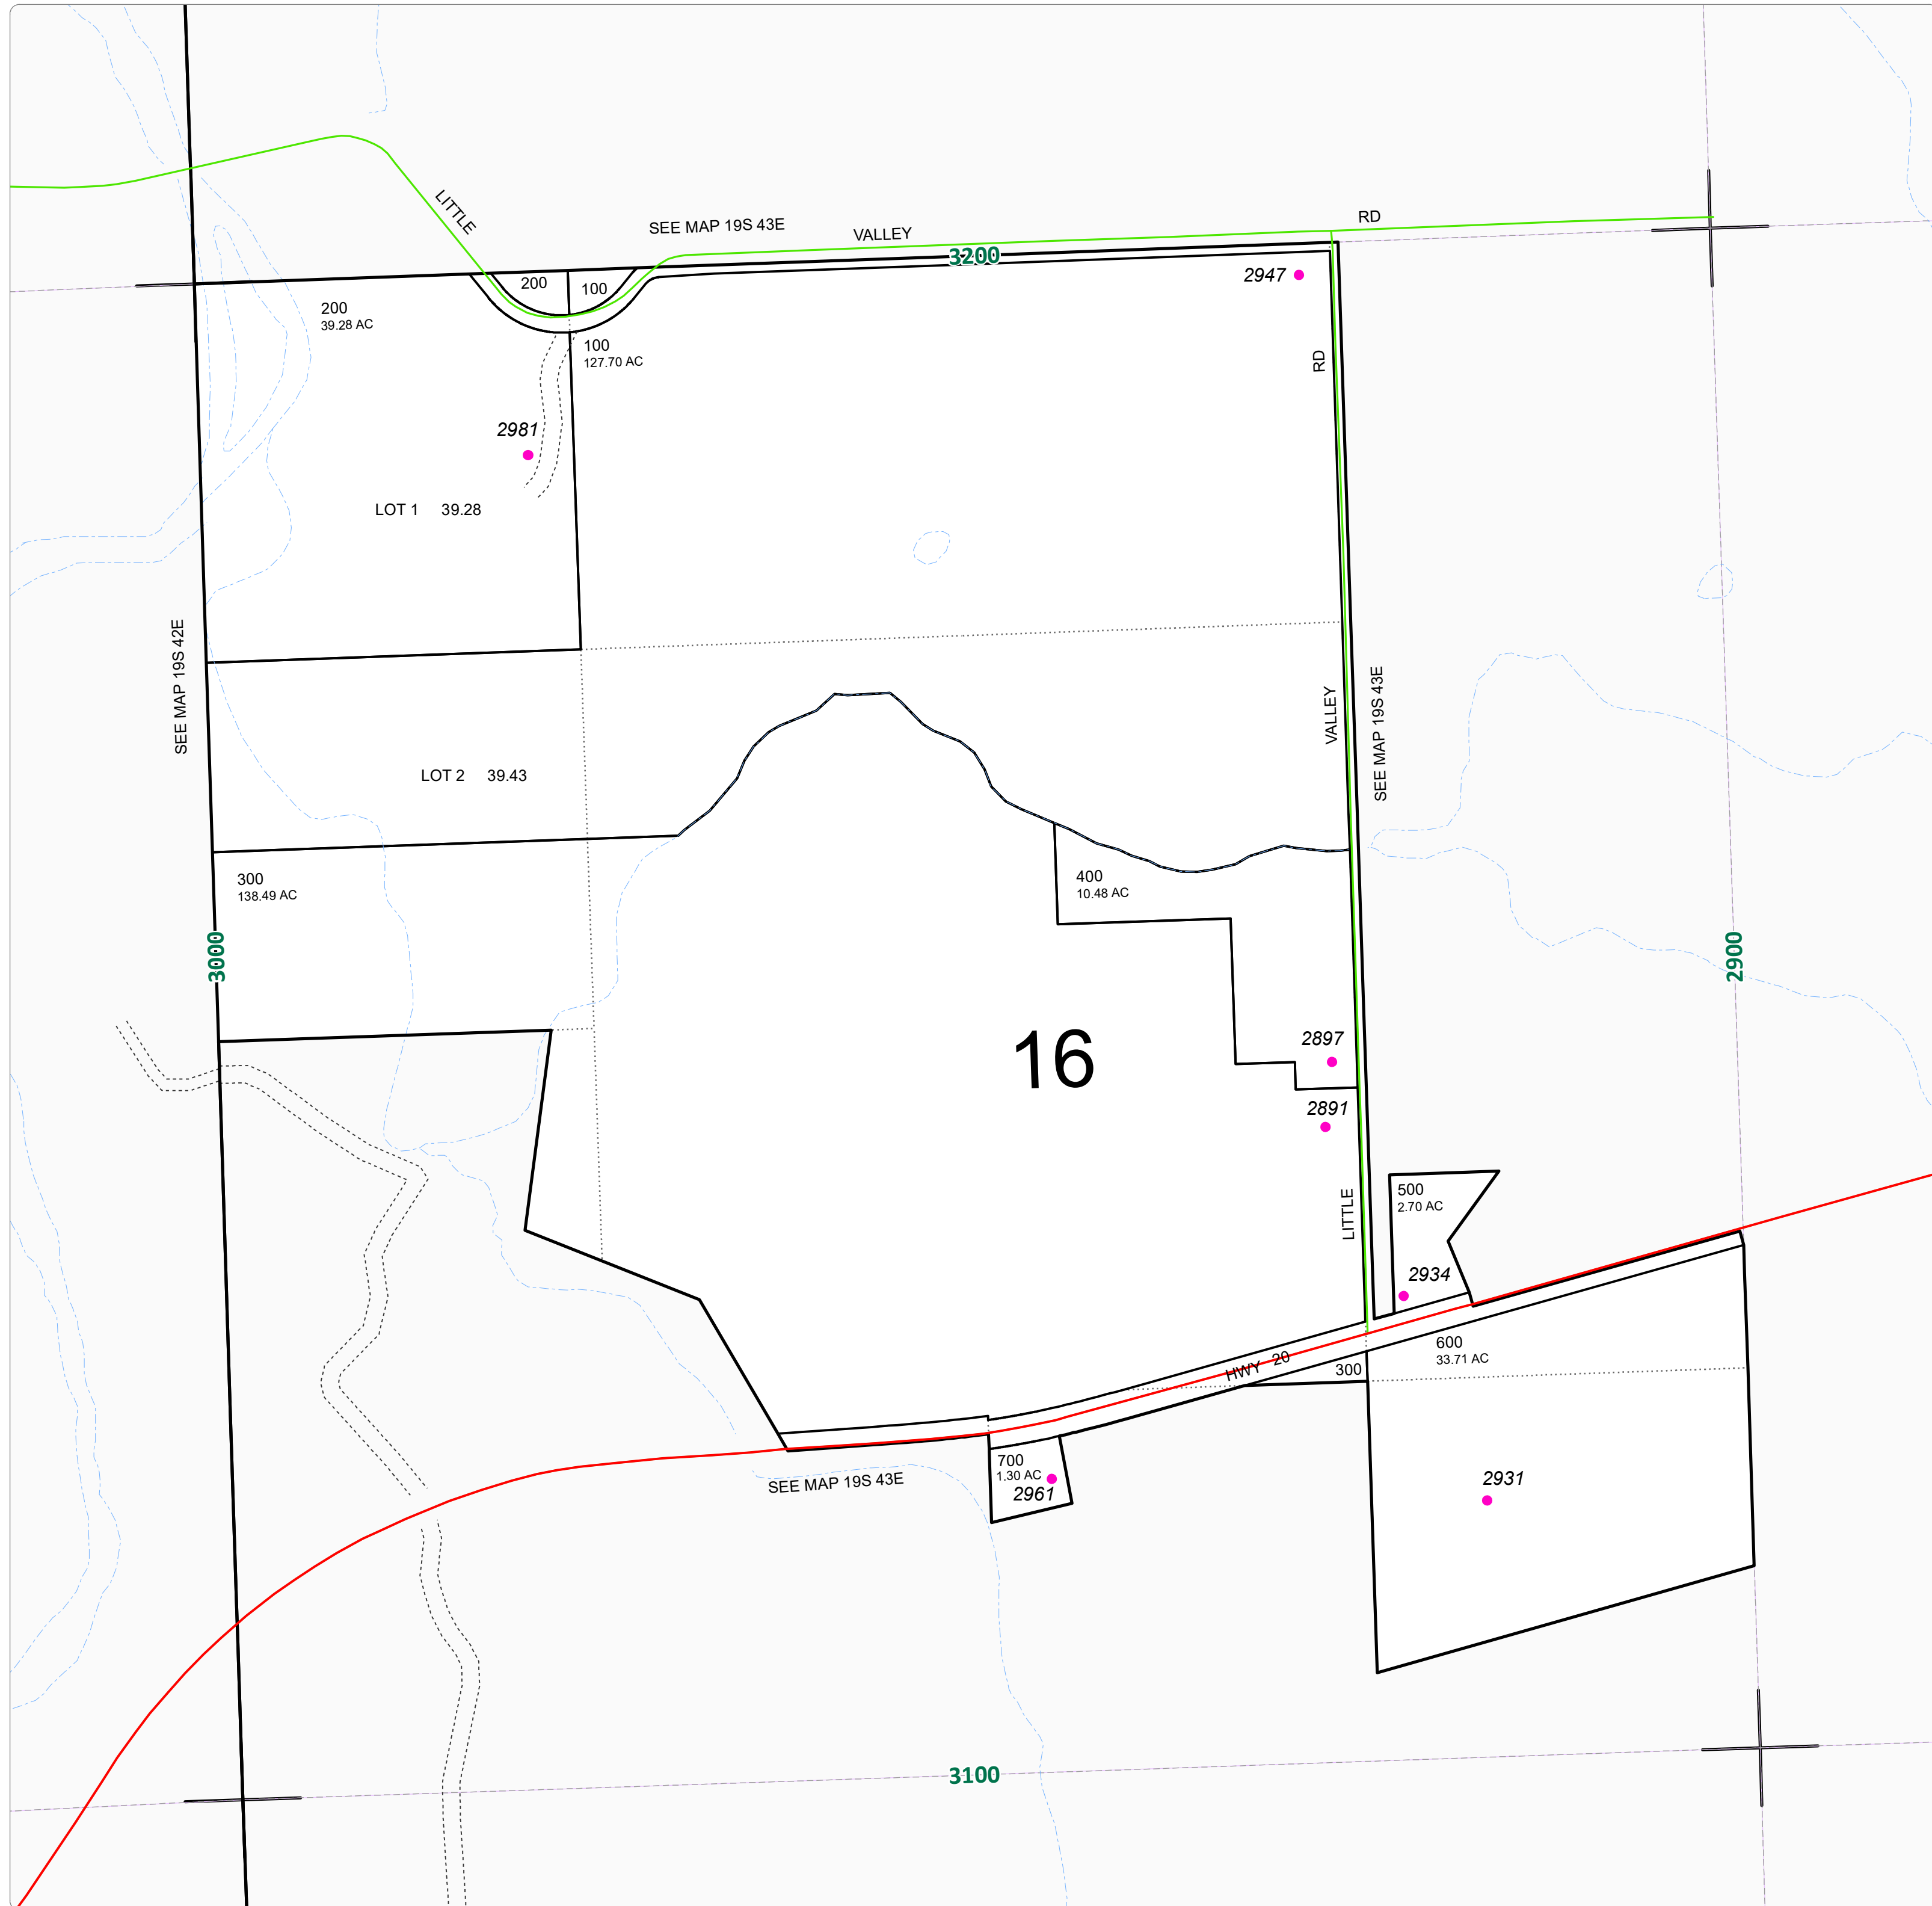 LITTLE
SEE MAP 19S 43E
VALLEY
RD
3200
2947
200
100
200
39.28 AC
100
127.70 AC
RD
2981
LOT 1 39.28
SEE MAP 19S 42E
VALLEY
SEE MAP 19S 43E
LOT 2 39.43
300
138.49 AC
400
10.48 AC
3000
2900
16
2897
2891
LITTLE
500
2.70 AC
2934
600
33.71 AC
HWY 20
300
700
1.30 AC
2961
SEE MAP 19S 43E
2931
3100